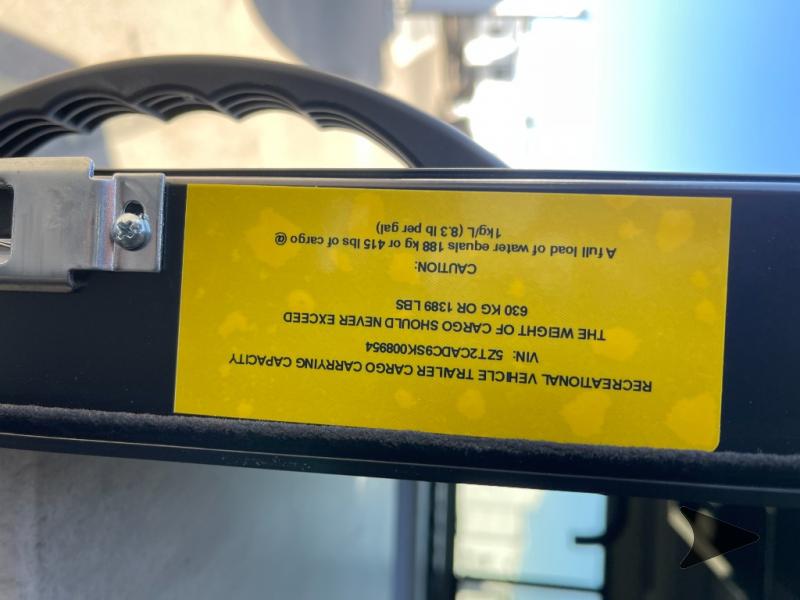 RECREATIONAL VEHICLE TRAILER CARGO CARRYING CAPACITY
VIN: 5ZT2CADC9SK008954
THE WEIGHT OF CARGO SHOULD NEVER EXCEED
630 KG OR 1389 LBS
CAUTION:
A full load of water equals 188 kg or 415 lbs of cargo @
1kg/L (8.3 lb per gal)